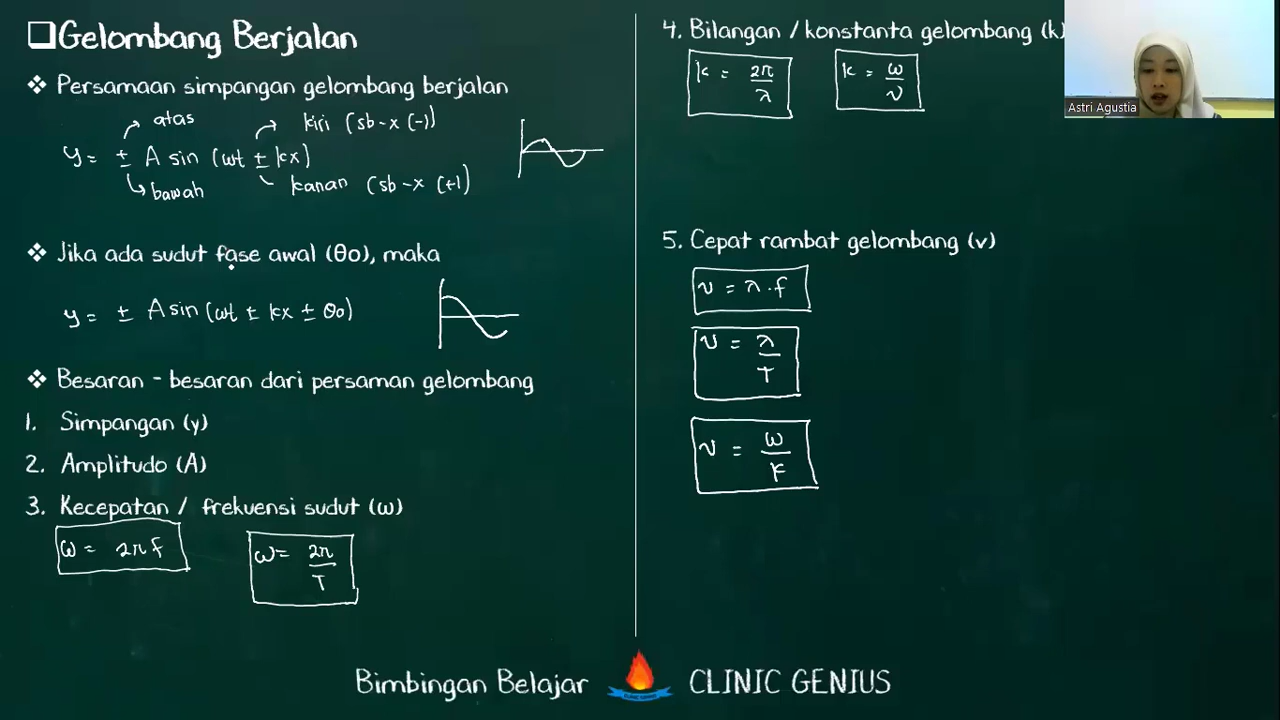 ❑Gelombang Berjalan
❖ Persamaan simpangan gelombang berjalan
atas
kiri (sb-x (-))
y = ± A sin (ωt ± kx)
bawah
kanan (sb-x (+))
❖ Jika ada sudut fase awal (θo), maka
y = ± A sin (ωt ± kx ± θo)
❖ Besaran - besaran dari persaman gelombang
1. Simpangan (y)
2. Amplitudo (A)
3. Kecepatan / frekuensi sudut (ω)
ω = 2πf
ω = 2π/T
4. Bilangan / konstanta gelombang (k)
k = 2π/λ
k = ω/v
5. Cepat rambat gelombang (v)
v = λ.f
v = λ/T
v = ω/k
Astri Agustia
Bimbingan Belajar CLINIC GENIUS